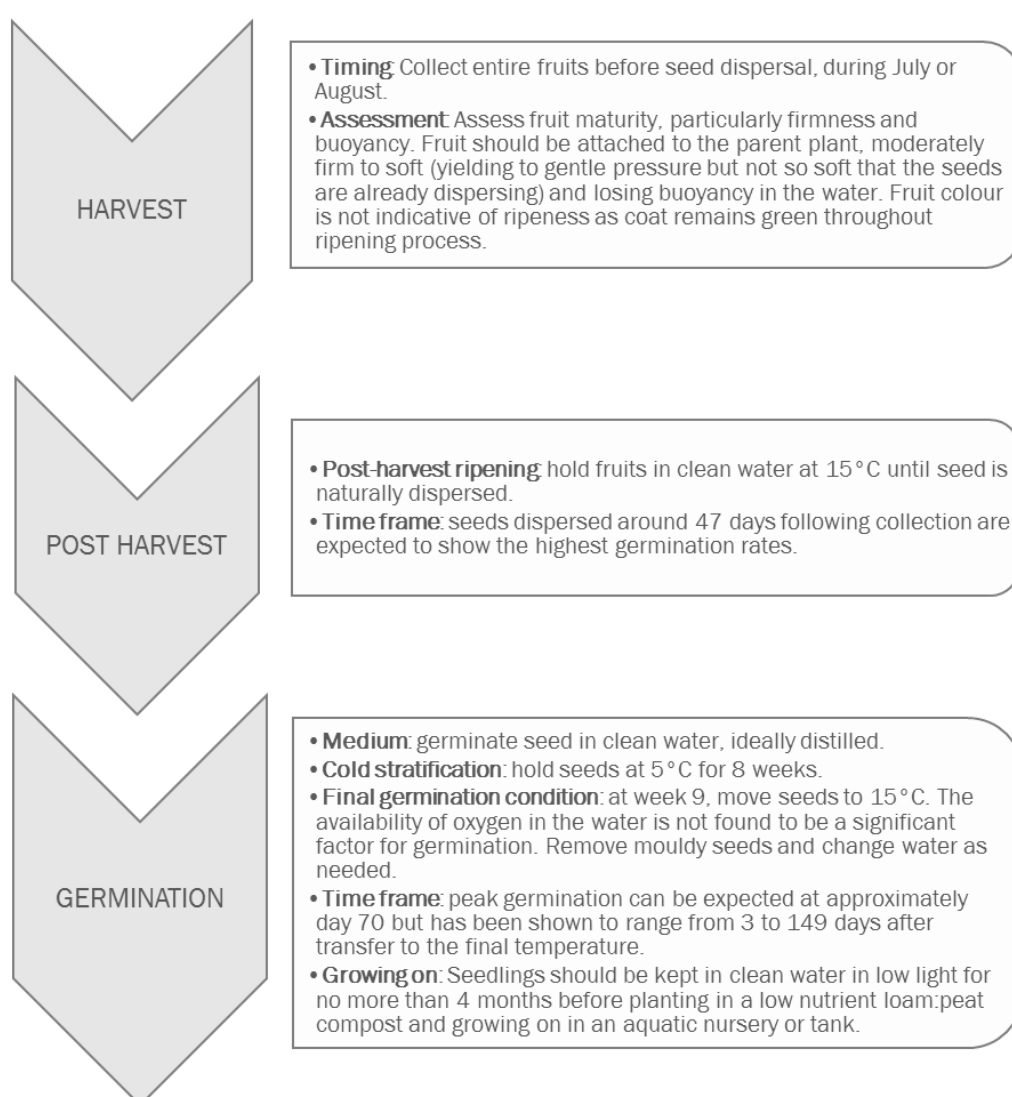 HARVEST
• Timing: Collect entire fruits before seed dispersal, during July or
August.
• Assessment: Assess fruit maturity, particularly firmness and
buoyancy. Fruit should be attached to the parent plant, moderately
firm to soft (yielding to gentle pressure but not so soft that the seeds
are already dispersing) and losing buoyancy in the water. Fruit colour
is not indicative of ripeness as coat remains green throughout
ripening process.
POST HARVEST
• Post-harvest ripening: hold fruits in clean water at 15°C until seed is
naturally dispersed.
• Time frame: seeds dispersed around 47 days following collection are
expected to show the highest germination rates.
GERMINATION
• Medium: germinate seed in clean water, ideally distilled.
• Cold stratification: hold seeds at 5°C for 8 weeks.
• Final germination condition: at week 9, move seeds to 15°C. The
availability of oxygen in the water is not found to be a significant
factor for germination. Remove mouldy seeds and change water as
needed.
• Time frame: peak germination can be expected at approximately
day 70 but has been shown to range from 3 to 149 days after
transfer to the final temperature.
• Growing on: Seedlings should be kept in clean water in low light for
no more than 4 months before planting in a low nutrient loam:peat
compost and growing on in an aquatic nursery or tank.